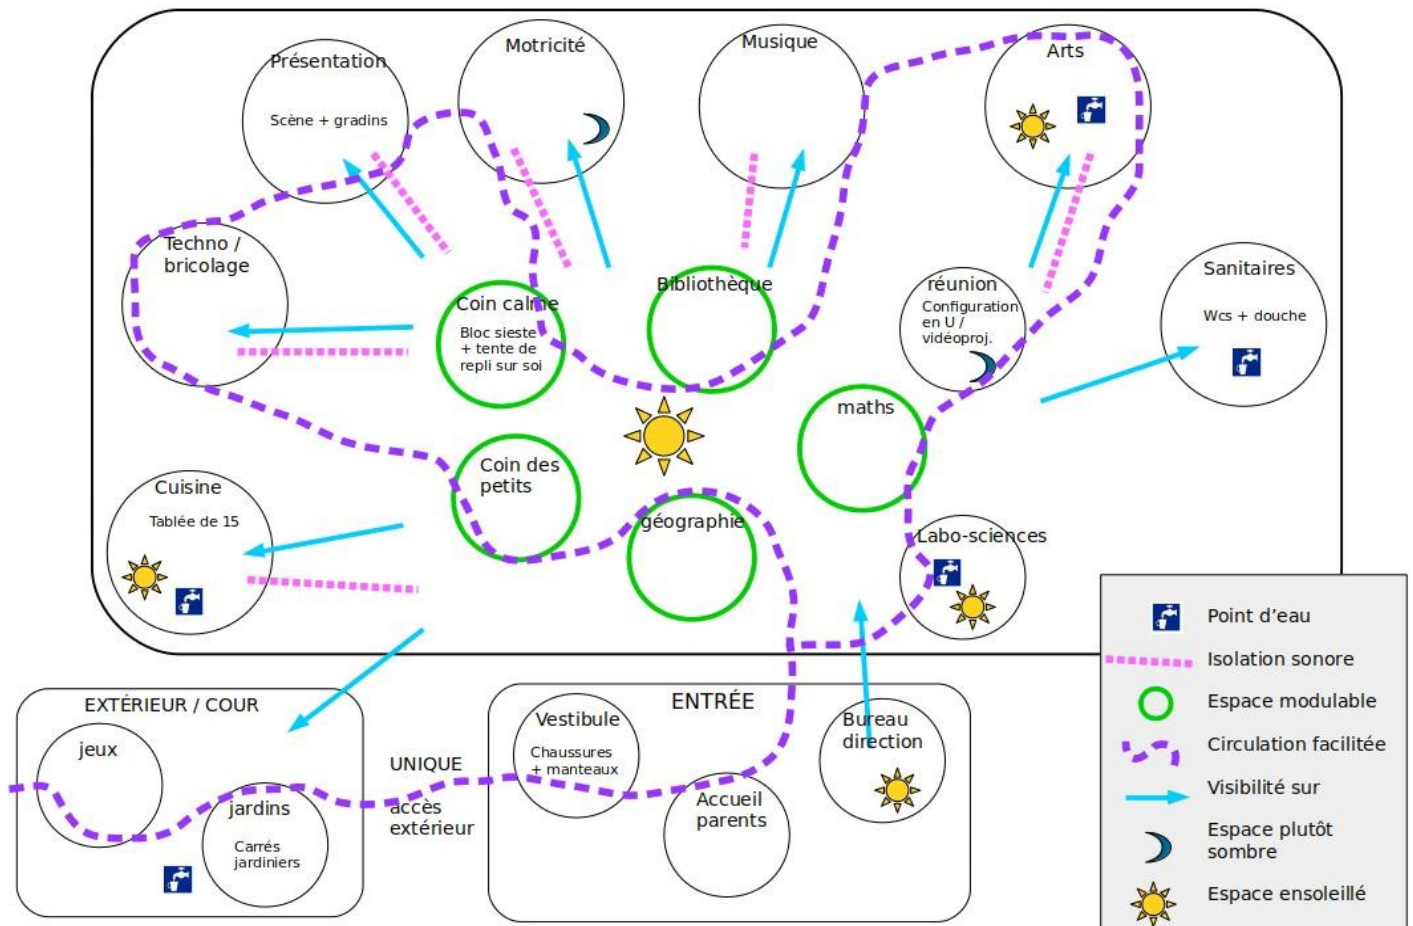 Présentation
Scène + gradins
Motricité
Musique
Arts
Techno /
bricolage
Coin calme
Bloc sieste
+ tente de
repli sur soi
Bibliothèque
réunion
Configuration
en U /
vidéoproj.
Sanitaires
Wcs + douche
maths
Cuisine
Tablée de 15
Coin des
petits
géographie
Labo-sciences
EXTÉRIEUR / COUR
jeux
jardins
Carrés
jardiniers
UNIQUE
accès
extérieur
ENTRÉE
Vestibule
Chaussures
+ manteaux
Accueil
parents
Bureau
direction
Point d’eau
Isolation sonore
Espace modulable
Circulation facilitée
Visibilité sur
Espace plutôt
sombre
Espace ensoleillé